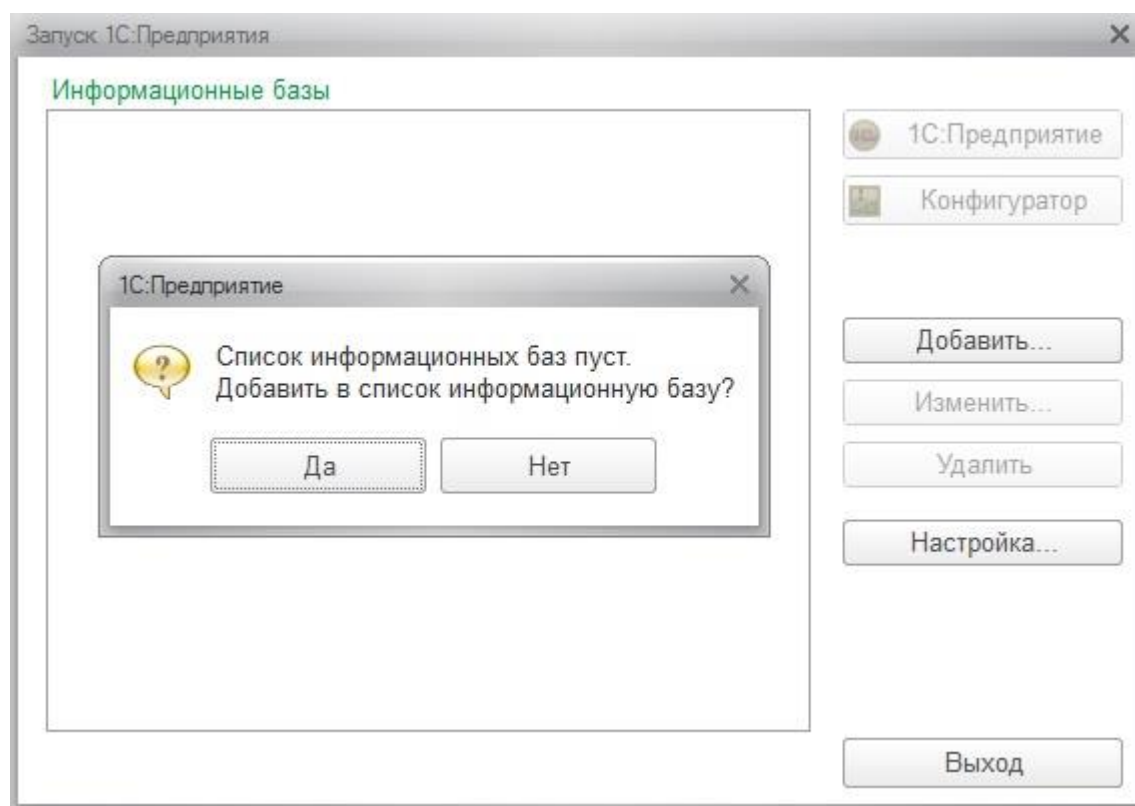 Запуск 1С:Предприятия
Информационные базы
1С:Предприятие
Конфигуратор
1С:Предприятие
Список информационных баз пуст.
Добавить в список информационную базу?
Да
Нет
Добавить...
Изменить...
Удалить
Настройка...
Выход